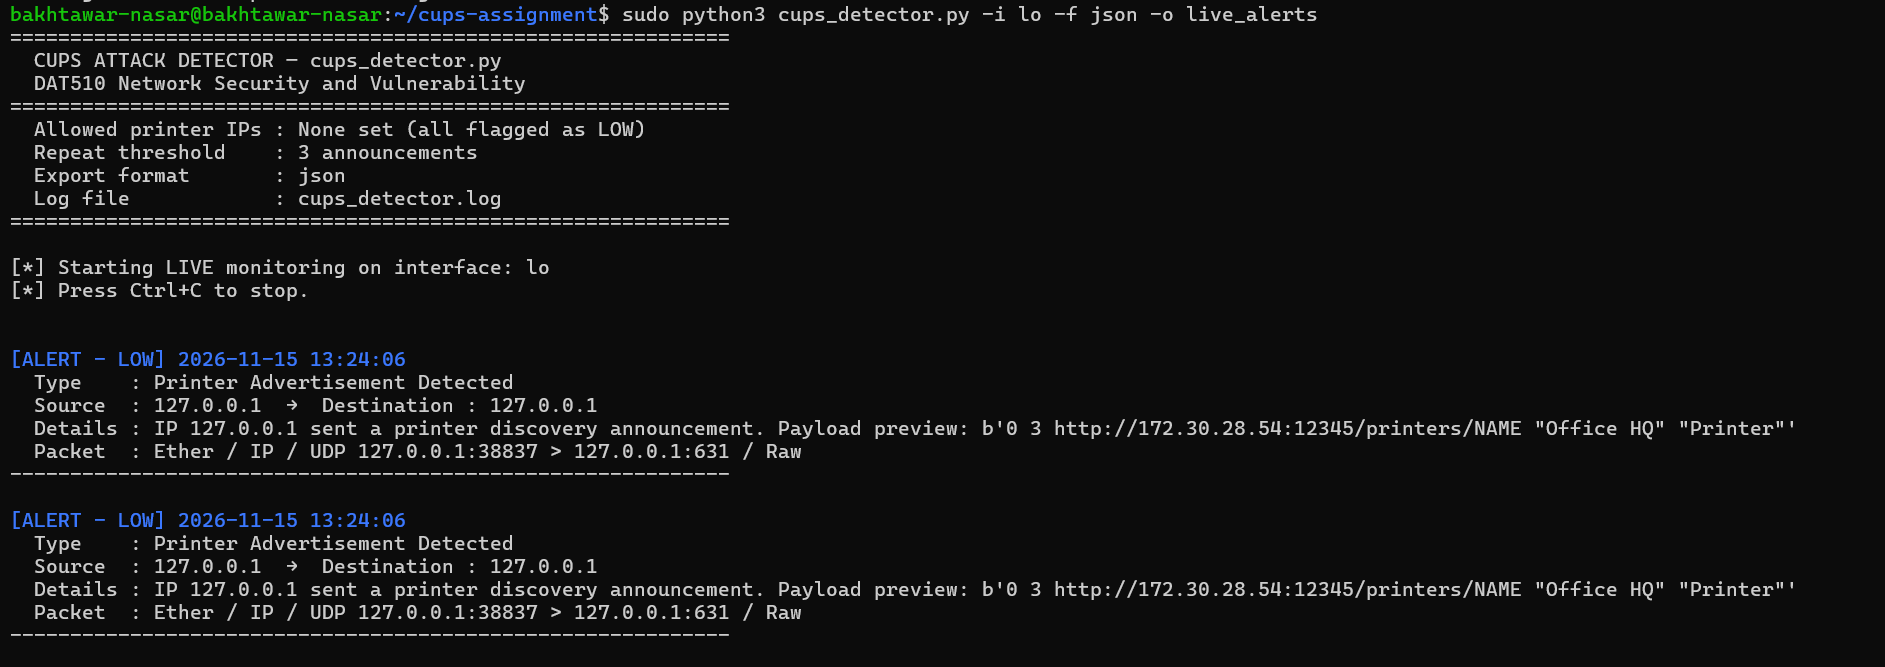 bakhtawar-nasar@bakhtawar-nasar:~/cups-assignment$ sudo python3 cups_detector.py -i lo -f json -o live_alerts
============================================================
  CUPS ATTACK DETECTOR — cups_detector.py
  DAT510 Network Security and Vulnerability
============================================================
  Allowed printer IPs : None set (all flagged as LOW)
  Repeat threshold    : 3 announcements
  Export format       : json
  Log file            : cups_detector.log
============================================================
[*] Starting LIVE monitoring on interface: lo
[*] Press Ctrl+C to stop.
[ALERT - LOW] 2026-11-15 13:24:06
  Type    : Printer Advertisement Detected
  Source  : 127.0.0.1  →  Destination : 127.0.0.1
  Details : IP 127.0.0.1 sent a printer discovery announcement. Payload preview: b'0 3 http://172.30.28.54:12345/printers/NAME "Office HQ" "Printer"'
  Packet  : Ether / IP / UDP 127.0.0.1:38837 > 127.0.0.1:631 / Raw
------------------------------------------------------------
[ALERT - LOW] 2026-11-15 13:24:06
  Type    : Printer Advertisement Detected
  Source  : 127.0.0.1  →  Destination : 127.0.0.1
  Details : IP 127.0.0.1 sent a printer discovery announcement. Payload preview: b'0 3 http://172.30.28.54:12345/printers/NAME "Office HQ" "Printer"'
  Packet  : Ether / IP / UDP 127.0.0.1:38837 > 127.0.0.1:631 / Raw
------------------------------------------------------------